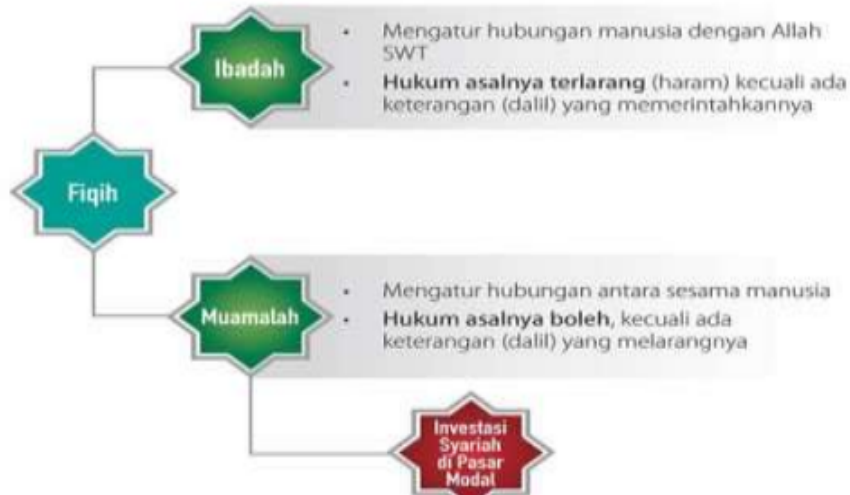 Ibadah
• Mengatur hubungan manusia dengan Allah
SWT
• Hukum asalnya terlarang (haram) kecuali ada
keterangan (dalil) yang memerintahkannya
Fiqih
Muamalah
• Mengatur hubungan antara sesama manusia
• Hukum asalnya boleh, kecuali ada
keterangan (dalil) yang melarangnya
Investasi
Syariah
di Pasar
Modal